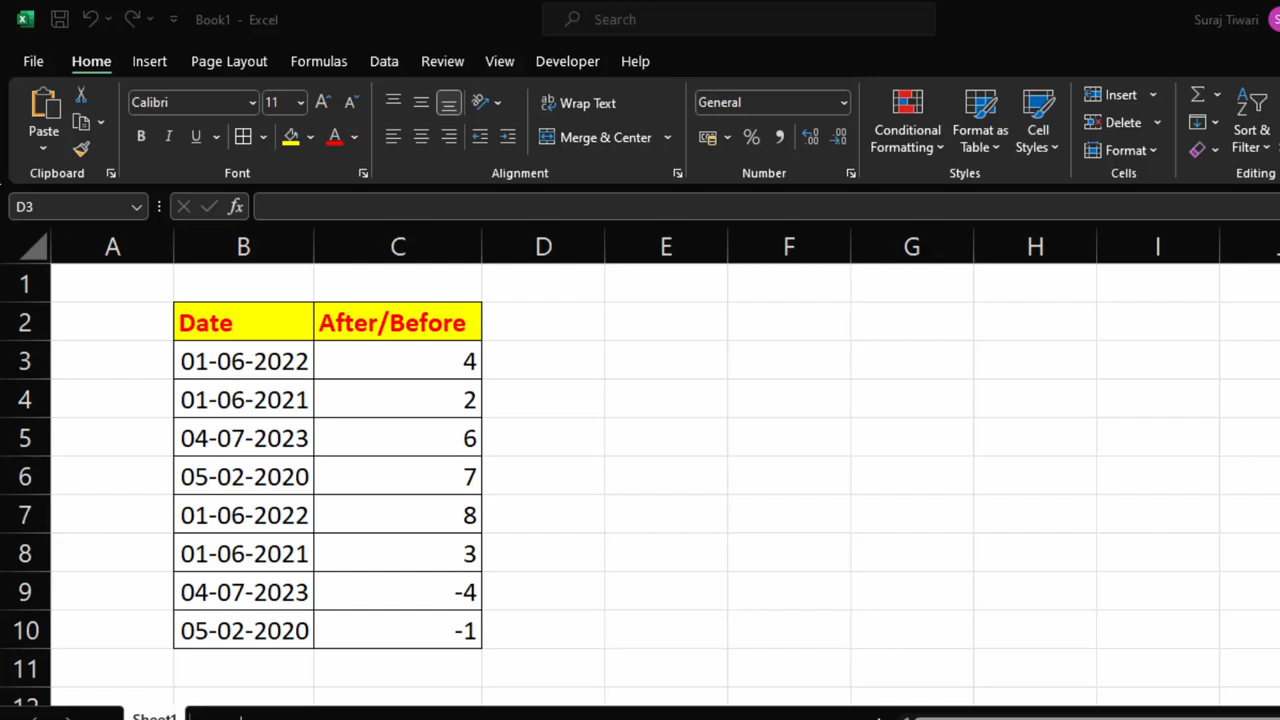 Book1 - Excel
Search
Suraj Tiwari
File Home Insert Page Layout Formulas Data Review View Developer Help
Paste
Calibri 11
B I U
Wrap Text
Merge & Center
General
Conditional Formatting
Format as Table
Cell Styles
Insert
Delete
Format
Sort & Filter
Clipboard Font Alignment Number Styles Cells Editing
D3 fx
A B C D E F G H I
1
2 Date After/Before
3 01-06-2022 4
4 01-06-2021 2
5 04-07-2023 6
6 05-02-2020 7
7 01-06-2022 8
8 01-06-2021 3
9 04-07-2023 -4
10 05-02-2020 -1
11
12
Sheet1